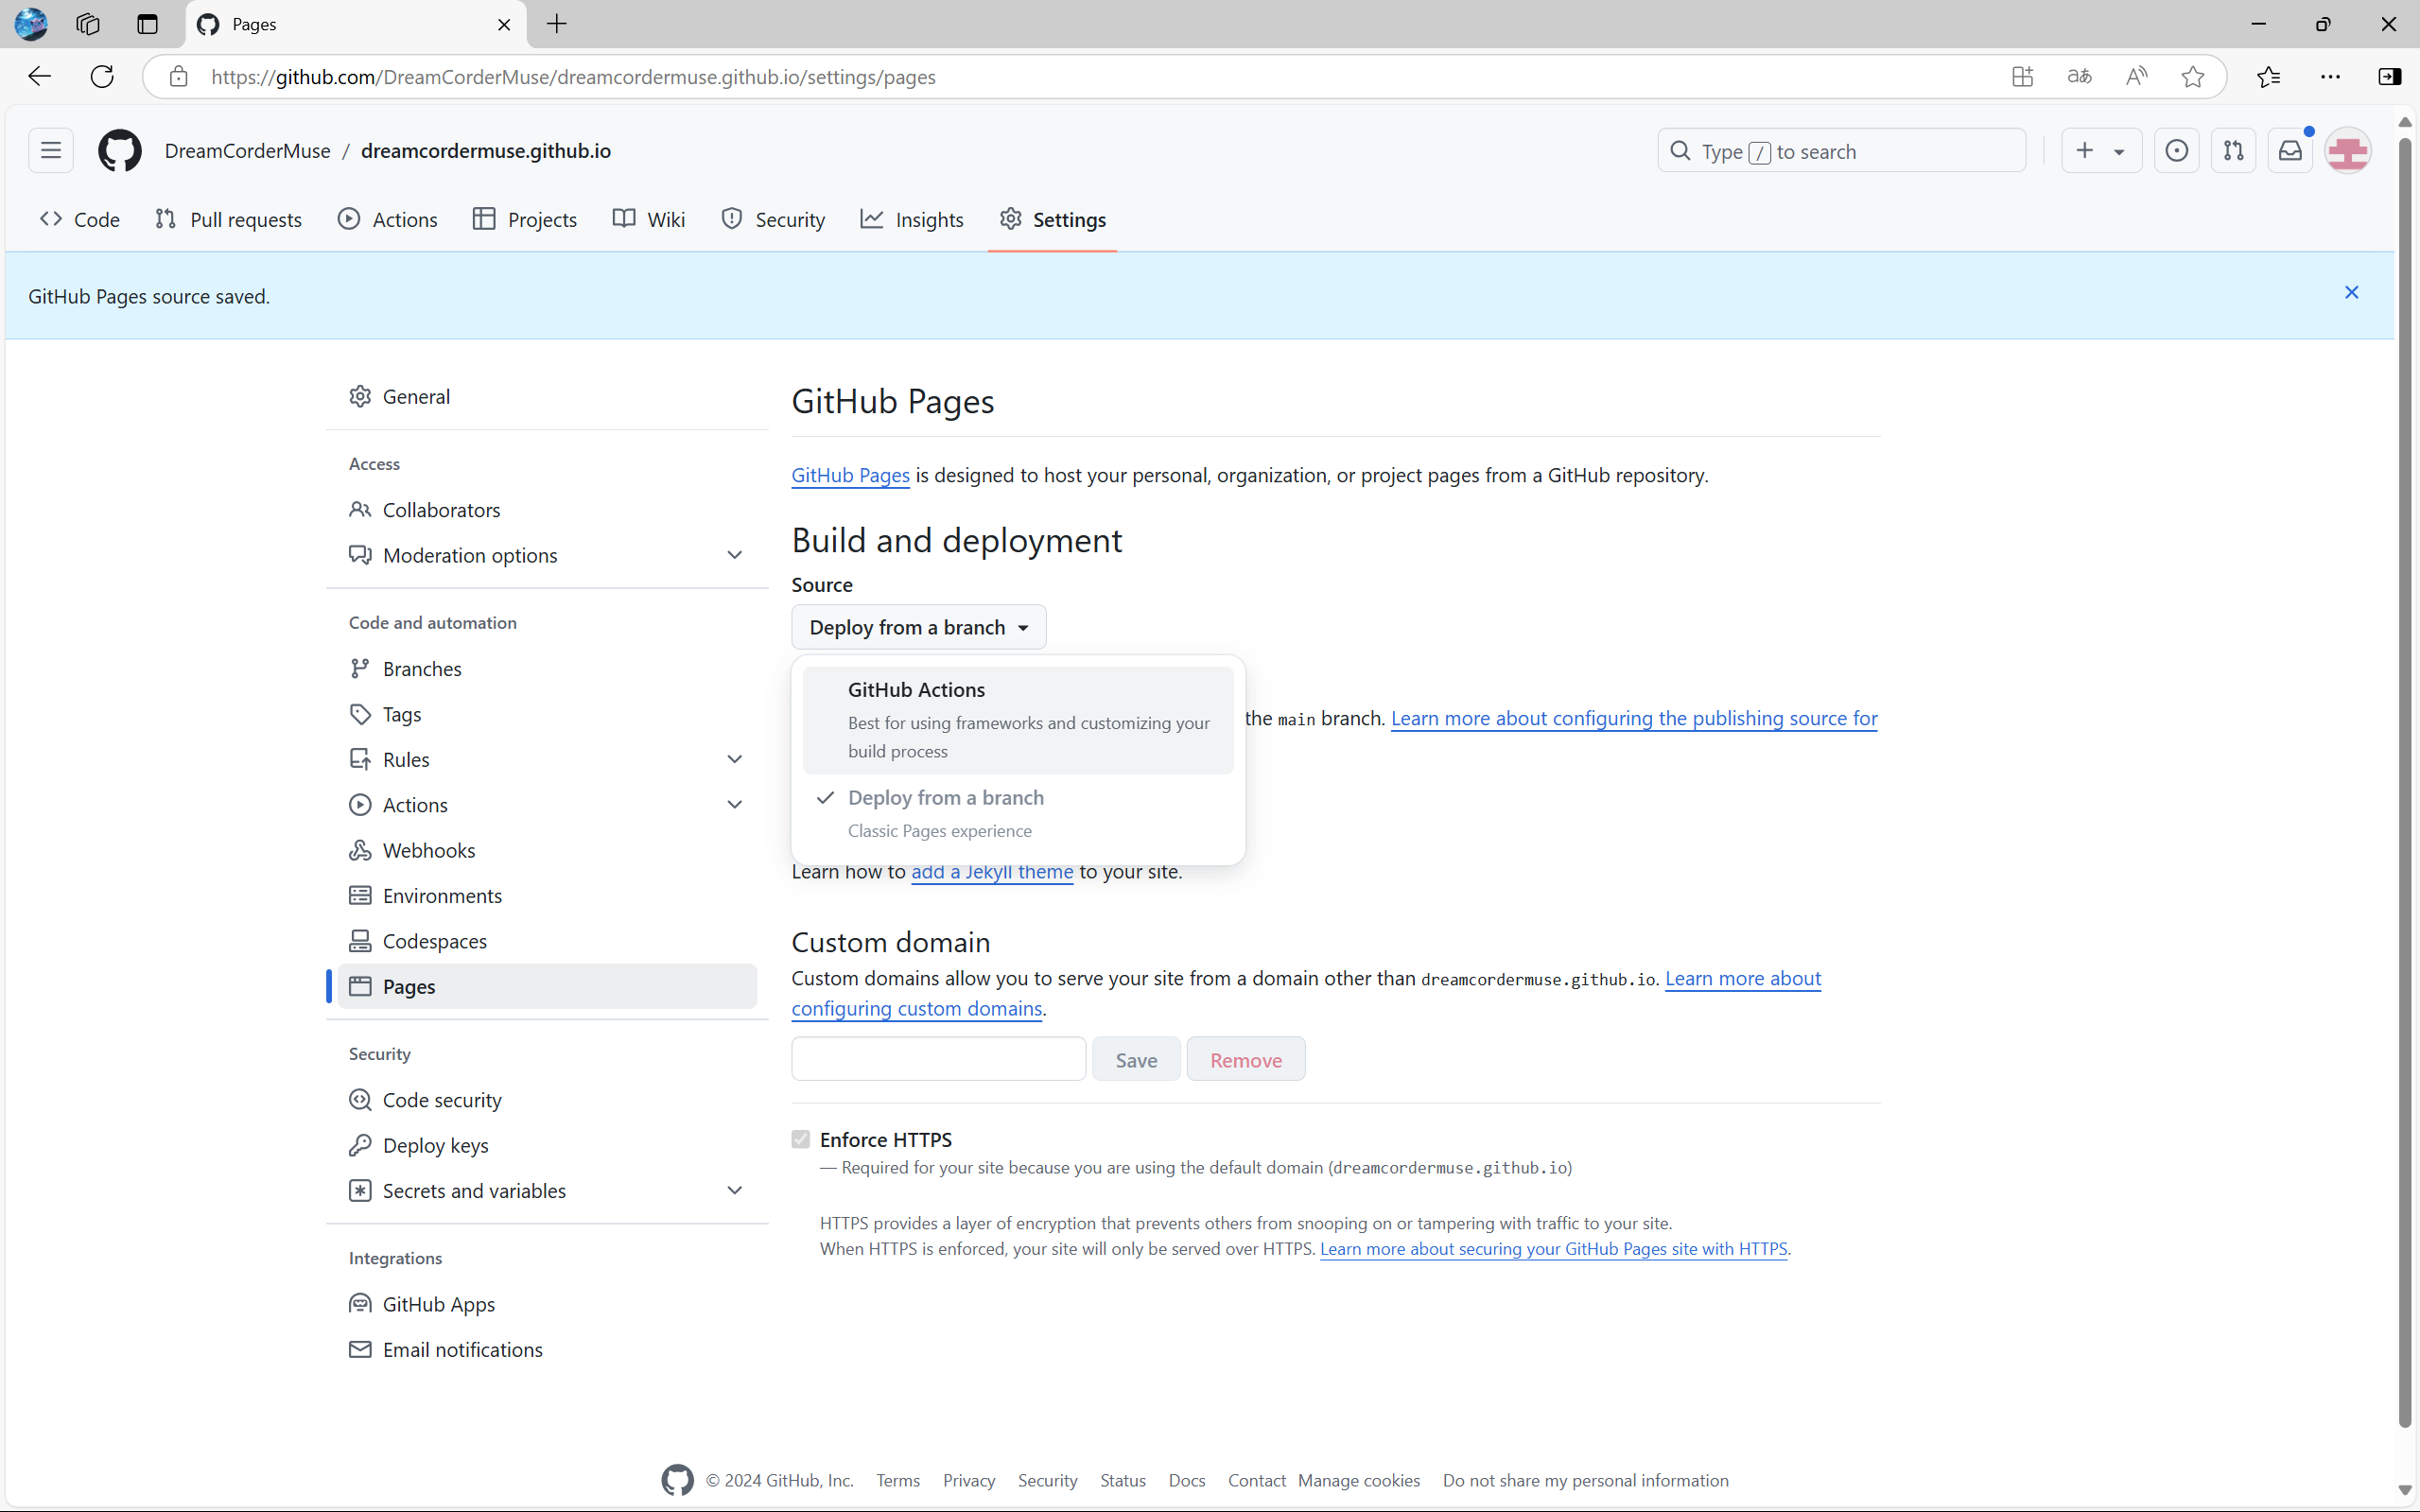 Pages
https://github.com/DreamCorderMuse/dreamcordermuse.github.io/settings/pages
DreamCorderMuse / dreamcordermuse.github.io
Type / to search
Code Pull requests Actions Projects Wiki Security Insights Settings
GitHub Pages source saved.
General
Access
Collaborators
Moderation options
Code and automation
Branches
Tags
Rules
Actions
Webhooks
Environments
Codespaces
Pages
Security
Code security
Deploy keys
Secrets and variables
Integrations
GitHub Apps
Email notifications
GitHub Pages
GitHub Pages is designed to host your personal, organization, or project pages from a GitHub repository.
Build and deployment
Source
Deploy from a branch
GitHub Actions
Best for using frameworks and customizing your
build process
Deploy from a branch
Classic Pages experience
the main branch. Learn more about configuring the publishing source for
Learn how to add a Jekyll theme to your site.
Custom domain
Custom domains allow you to serve your site from a domain other than dreamcordermuse.github.io. Learn more about
configuring custom domains.
Save Remove
Enforce HTTPS
— Required for your site because you are using the default domain (dreamcordermuse.github.io)
HTTPS provides a layer of encryption that prevents others from snooping on or tampering with traffic to your site.
When HTTPS is enforced, your site will only be served over HTTPS. Learn more about securing your GitHub Pages site with HTTPS.
© 2024 GitHub, Inc. Terms Privacy Security Status Docs Contact Manage cookies Do not share my personal information